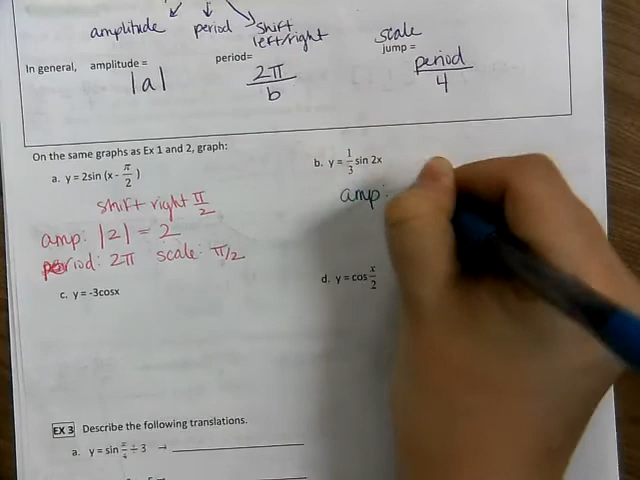 amplitude period shift left/right
scale
In general, amplitude = |a|
period= 2π/b
jump = period/4
On the same graphs as Ex 1 and 2, graph:
a. y = 2sin (x- π/2)
shift right π/2
amp: |2| = 2
period: 2π scale: π/2
b. y = 1/3 sin 2x
amp:
c. y = -3cosx
d. y = cos x/2
EX 3 Describe the following translations.
a. y = sin
3 →